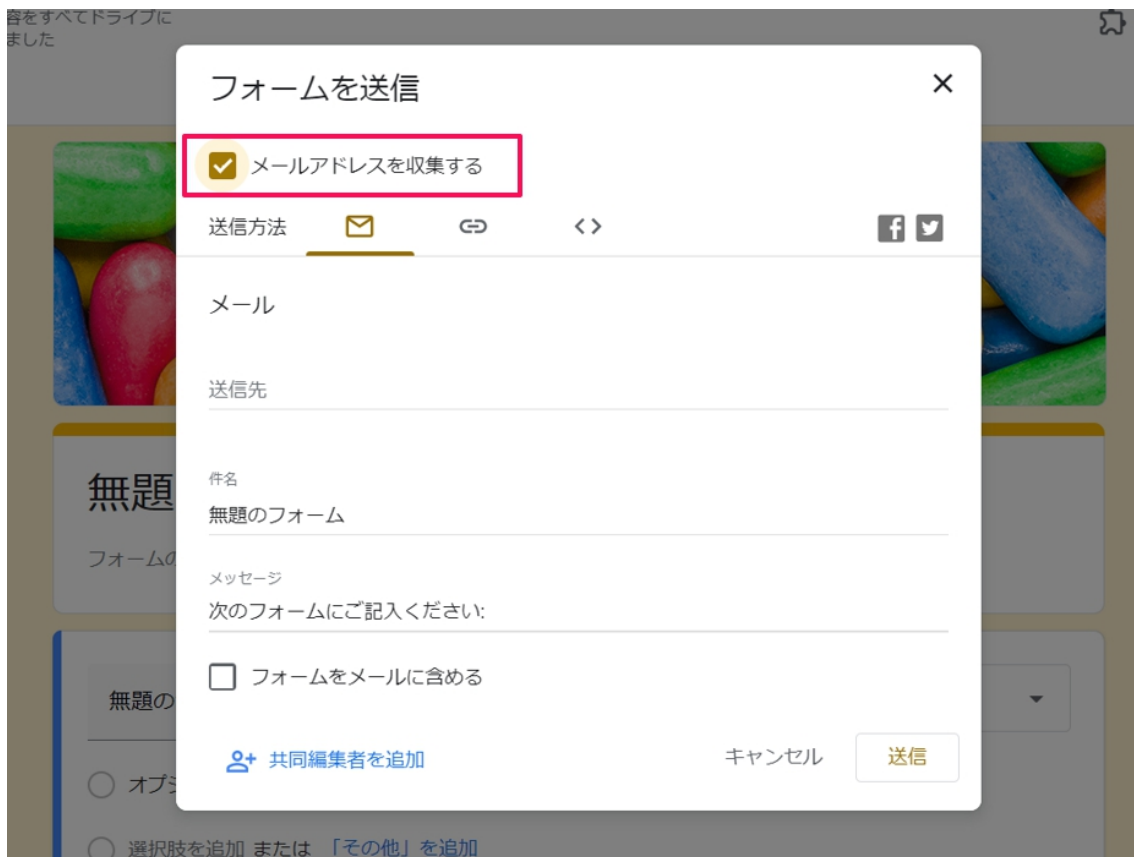 容をすべてドライブに
ました
フォームを送信
メールアドレスを収集する
送信方法
メール
送信先
件名
無題のフォーム
メッセージ
次のフォームにご記入ください:
フォームをメールに含める
共同編集者を追加
キャンセル
送信
無題
フォームの
無題の
オプシ
選択肢を追加 または 「その他」を追加